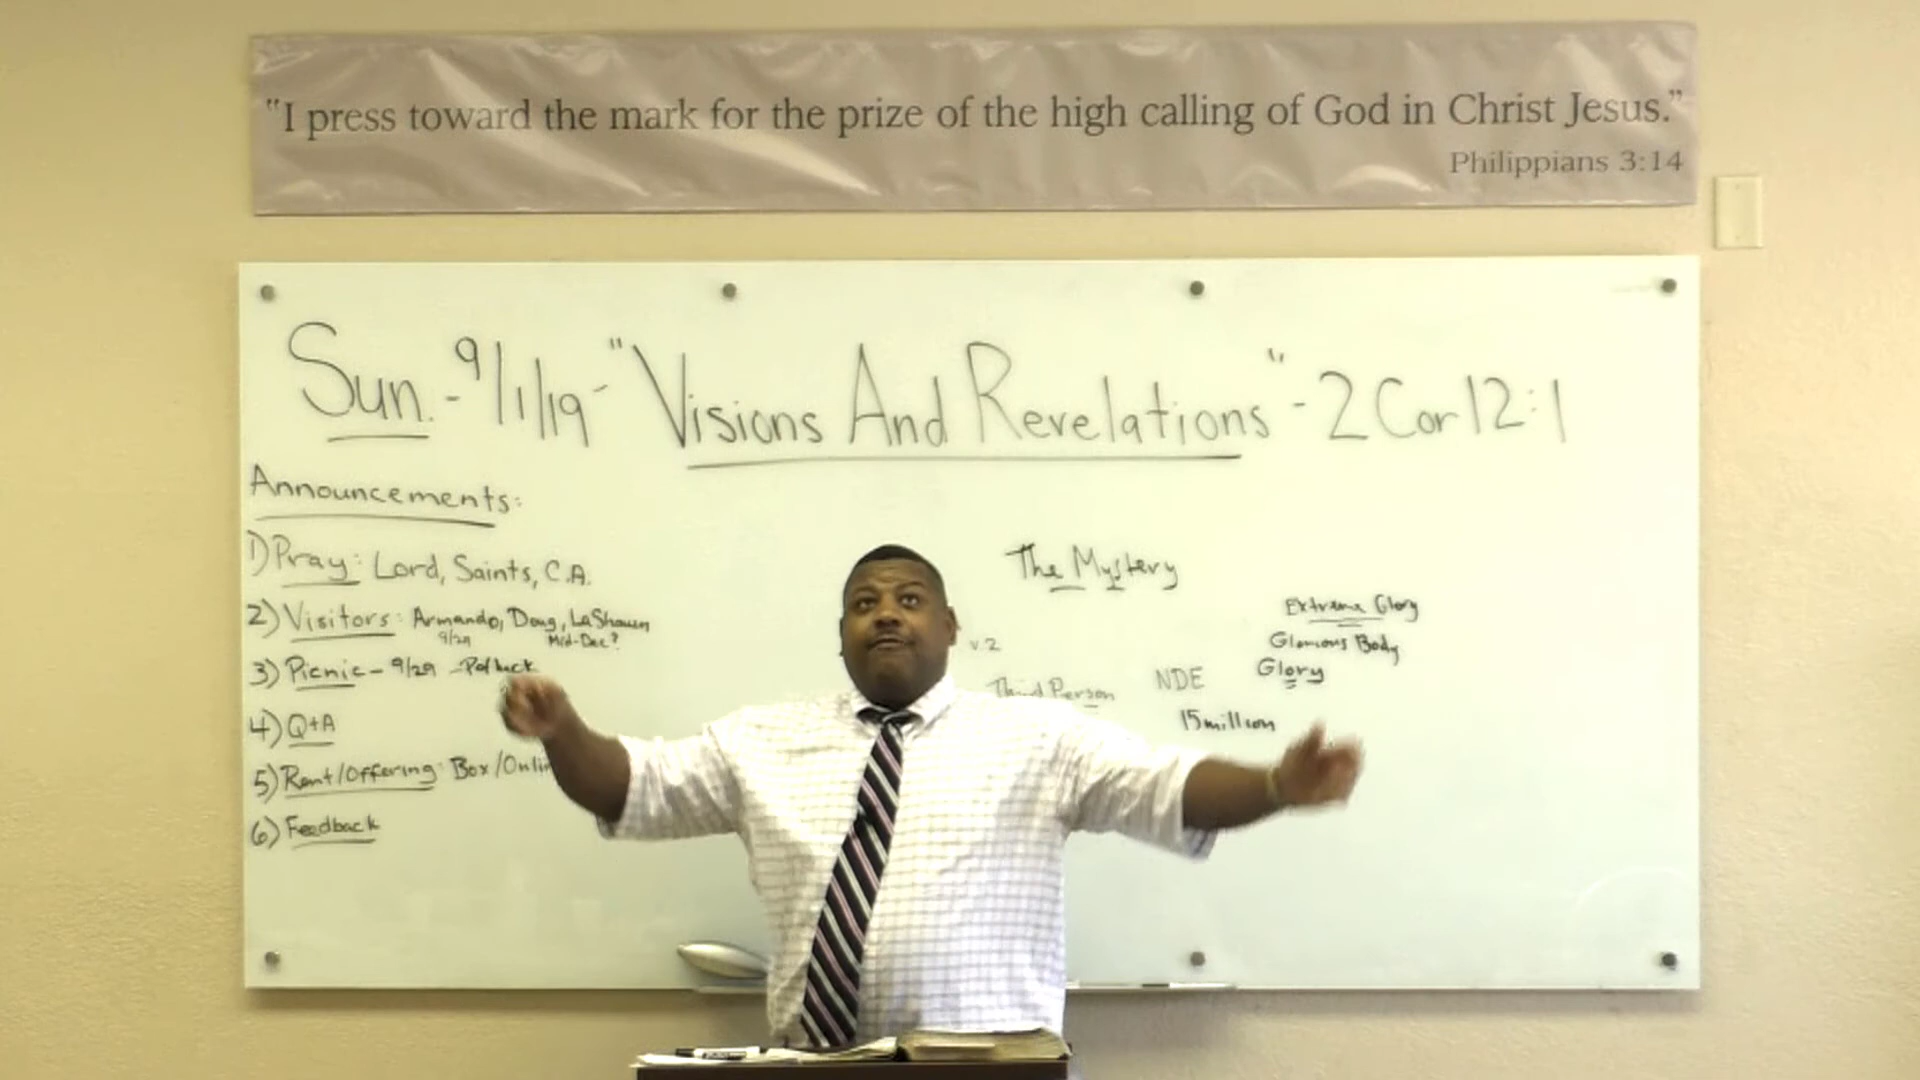 "I press toward the mark for the prize of the high calling of God in Christ Jesus."
Philippians 3:14
Sun. - 9/1/19 - "Visions And Revelations" - 2 Cor 12:1
Announcements:
1) Pray: Lord, Saints, C.A.
2) Visitors: Armando, Doug, LaShawn
9/29 Mid-Dec?
3) Picnic - 9/29 - Potluck
4) Q+A
5) Rent/Offering: Box/Onlin
6) Feedback
The Mystery
v.2
Third Person
NDE
15 million
Extreme Glory
Glorious Body
Glory